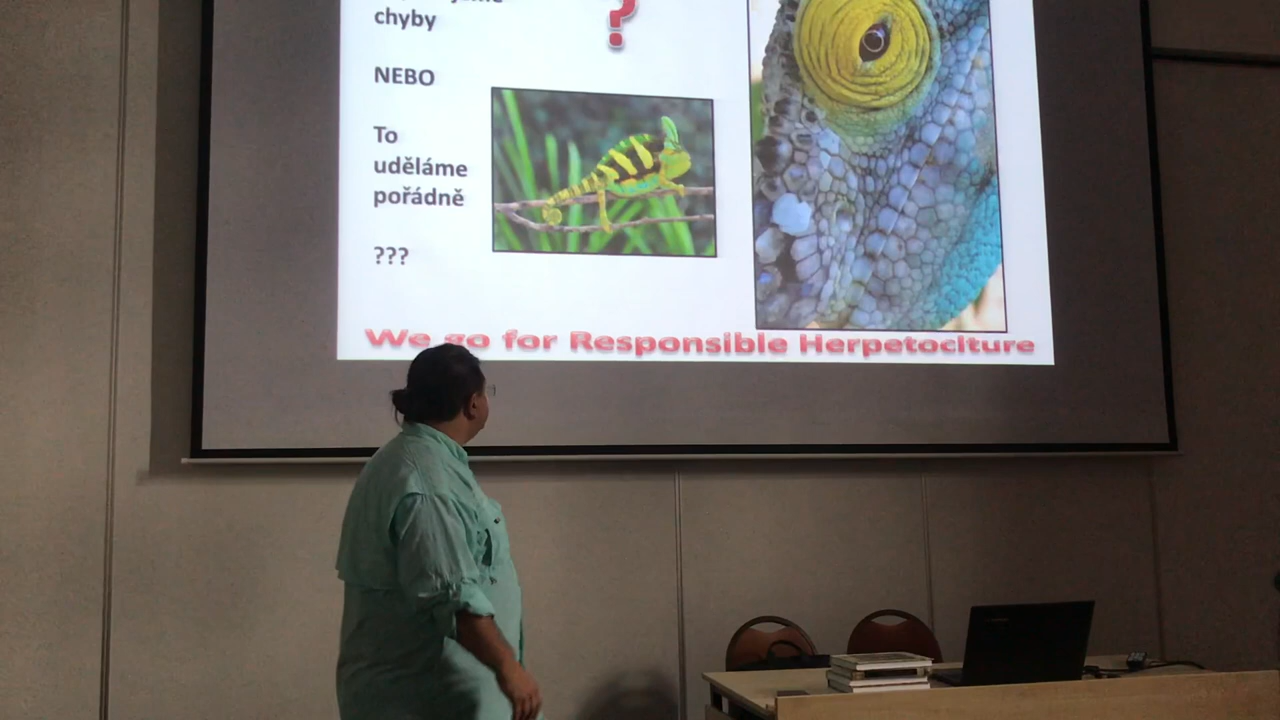 chyby
?
NEBO
To
uděláme
pořádně
???
We go for Responsible Herpetoclture